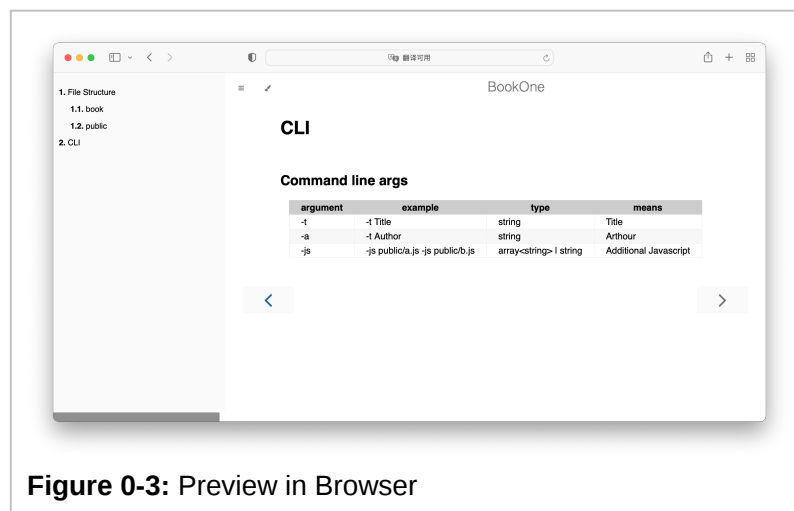 翻译可用
BookOne
1. File Structure
1.1. book
1.2. public
2. CLI
CLI
Command line args
argument example type means
-t -t Title string Title
-a -t Author string Arthour
-js -js public/a.js -js public/b.js array<string> | string Additional Javascript
Figure 0-3: Preview in Browser